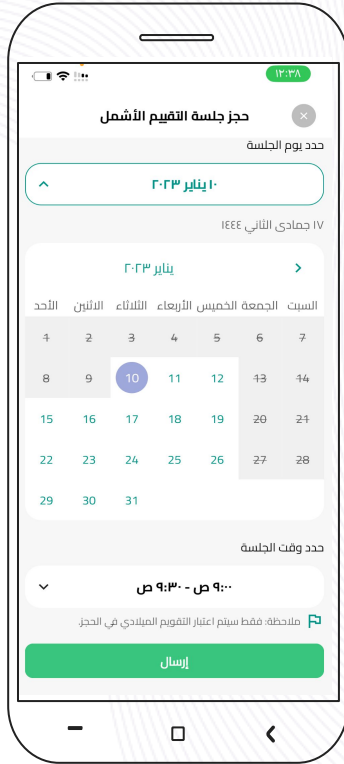 ١٢:٣٨
حجز جلسة التقييم الأشمل
حدد يوم الجلسة
١٠ يناير ٢٠٢٣
١٧ جمادى الثاني ١٤٤٤
يناير ٢٠٢٣
السبت الجمعة الخميس الأربعاء الثلاثاء الاثنين الأحد
7 6 5 4 3 2 1
14 13 12 11 10 9 8
21 20 19 18 17 16 15
28 27 26 25 24 23 22
31 30 29
حدد وقت الجلسة
٩:٠٠ ص - ٩:٣٠ ص
ملاحظة: فقط سيتم اعتبار التقويم الميلادي في الحجز.
إرسال